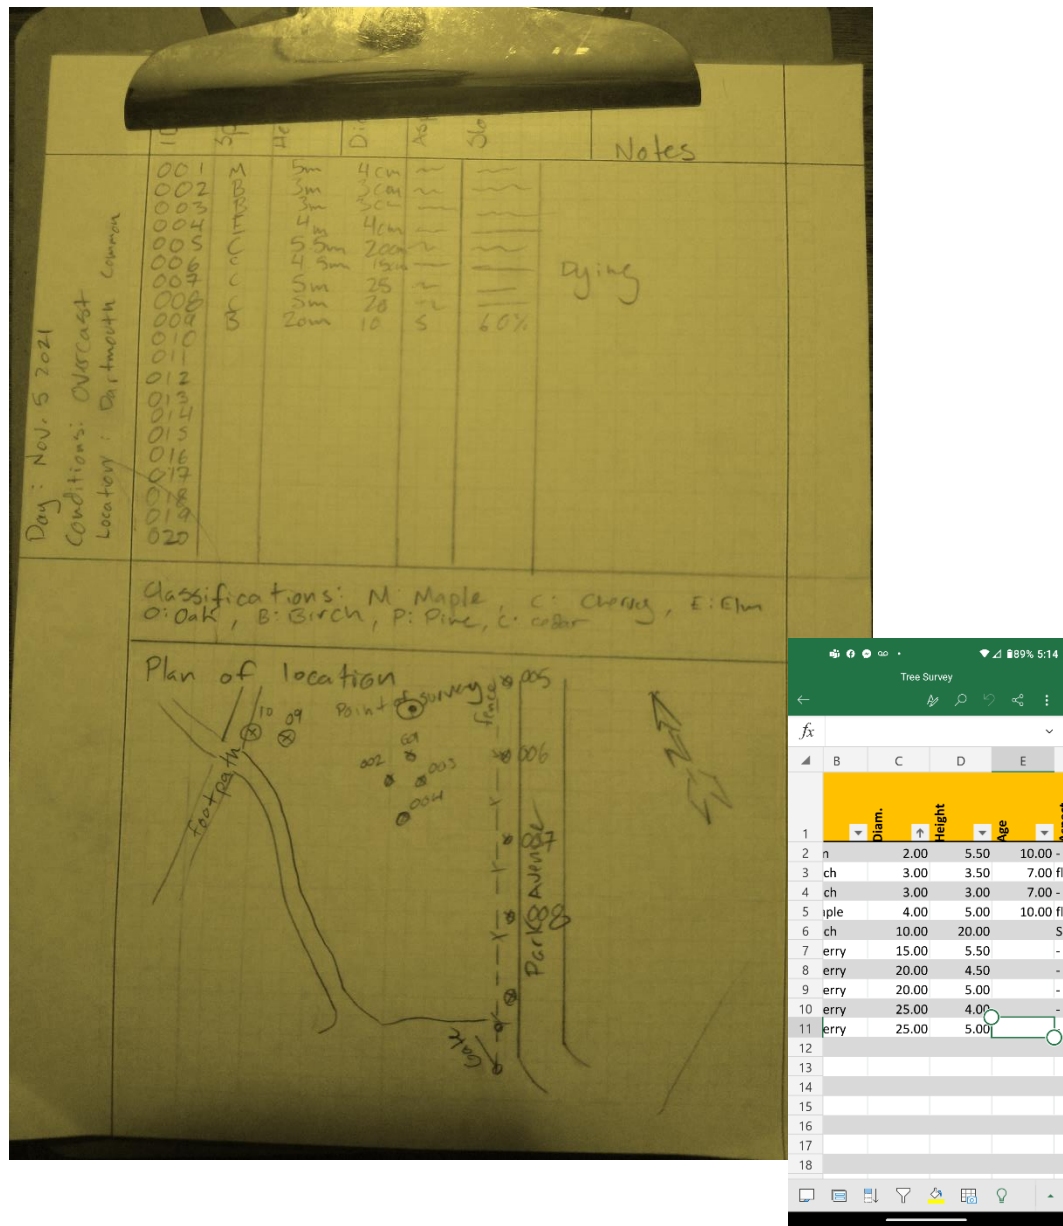 Notes
001 M 5m 4cm
002 B 3m 3cm
003 B 3m
004 4m 4cm
005 C 5.5m 20cm
006 C 4.5m 15cm
007 C 5m 25 Dying
008 C 5m 20
009 B 20m 10 S 60%
010
011
012
013
014
015
016
017
018
019
020
Day: Nov. 5 2021
Conditions: Overcast
Location: Dartmouth Common
Classifications: M: Maple, C: Cherry, E: Elm
O: Oak, B: Birch, P: Pine, C: cedar
Plan of location
Point of survey
fence
005
10
09
002
003
006
004
footpath
007
008
Park Avenue
Gate
89% 5:14
Tree Survey
fx
B C D E
1 Diam. Height Age
2 n 2.00 5.50 10.00 -
3 ch 3.00 3.50 7.00 fl
4 ch 3.00 3.00 7.00 -
5 ple 4.00 5.00 10.00 fl
6 ch 10.00 20.00 S
7 erry 15.00 5.50 -
8 erry 20.00 4.50 -
9 erry 20.00 5.00 -
10 erry 25.00 4.00 -
11 erry 25.00 5.00
12
13
14
15
16
17
18